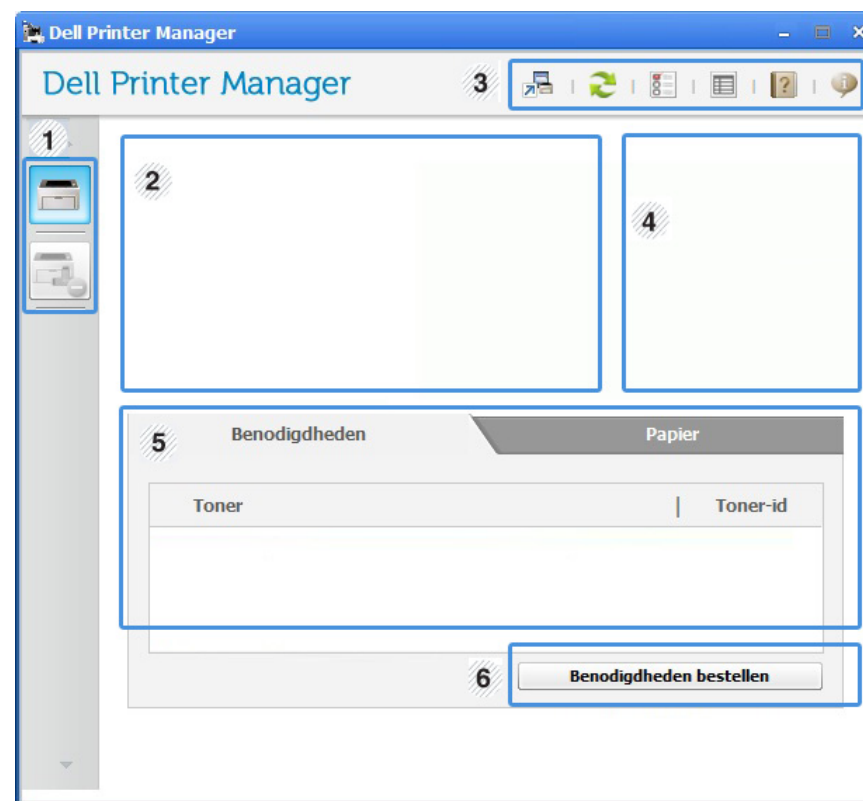 Dell Printer Manager
Dell Printer Manager
3
1
2
4
5
Benodigdheden
Papier
Toner
Toner-id
6
Benodigdheden bestellen